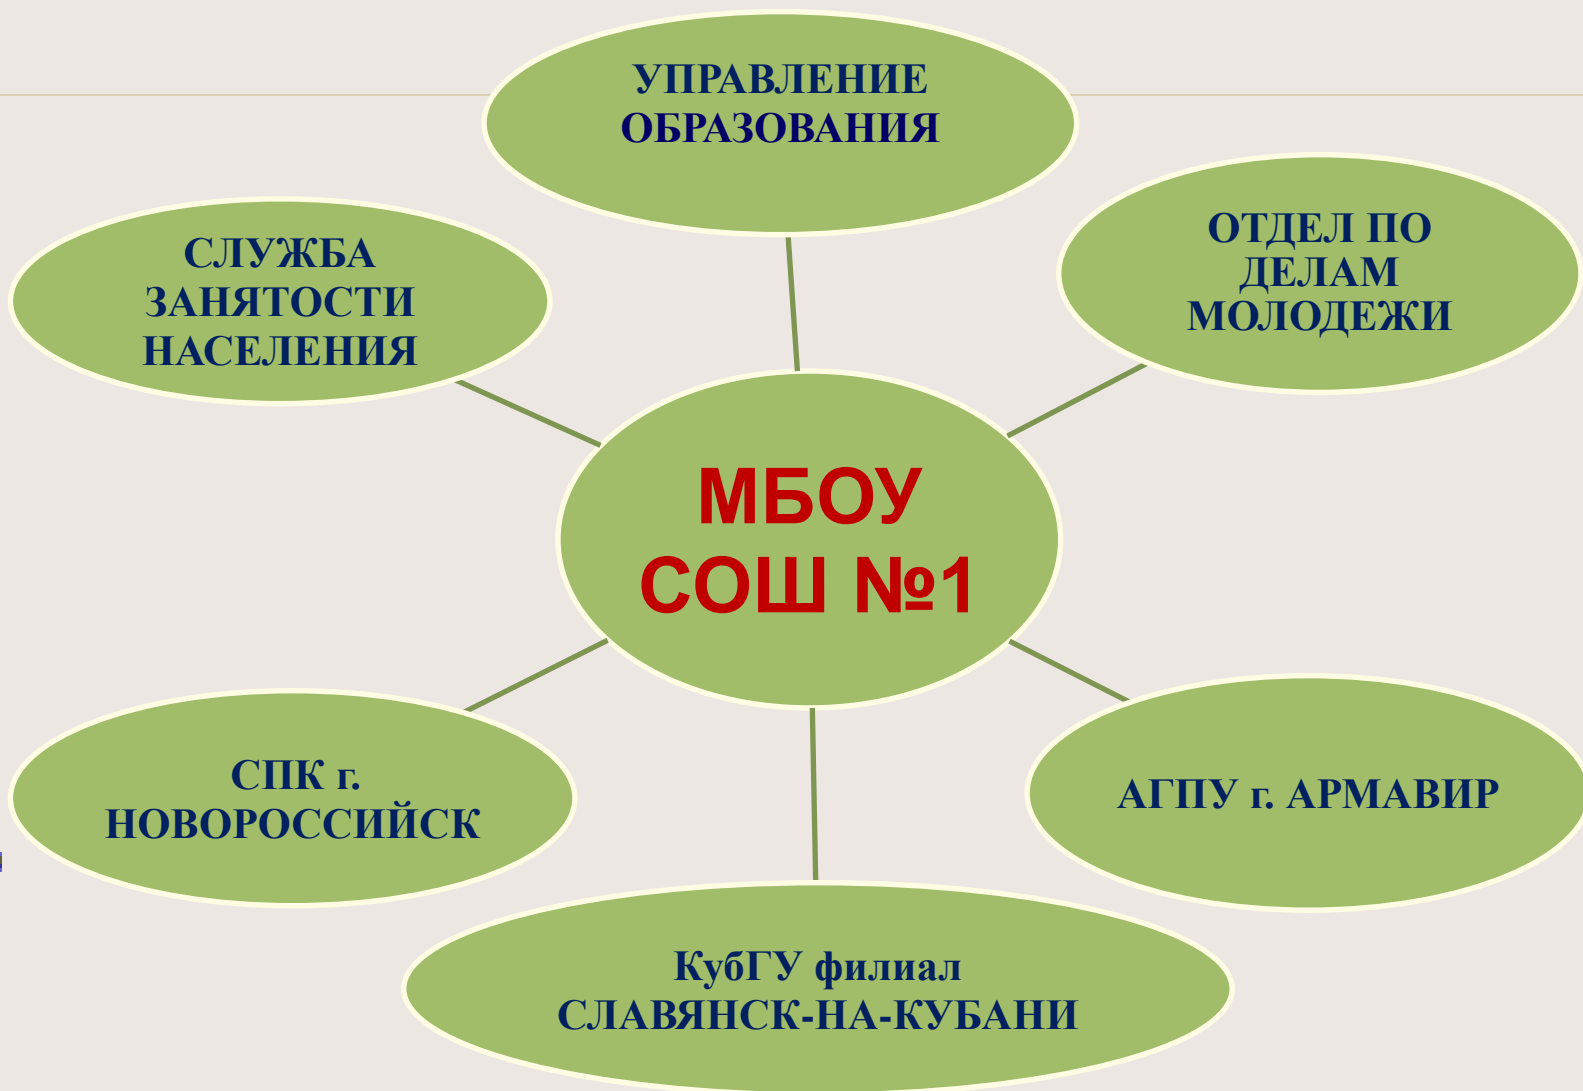 УПРАВЛЕНИЕ
ОБРАЗОВАНИЯ
СЛУЖБА
ЗАНЯТОСТИ
НАСЕЛЕНИЯ
ОТДЕЛ ПО
ДЕЛАМ
МОЛОДЕЖИ
МБОУ
СОШ №1
СПК г.
НОВОРОССИЙСК
АГПУ г. АРМАВИР
КубГУ филиал
СЛАВЯНСК-НА-КУБАНИ